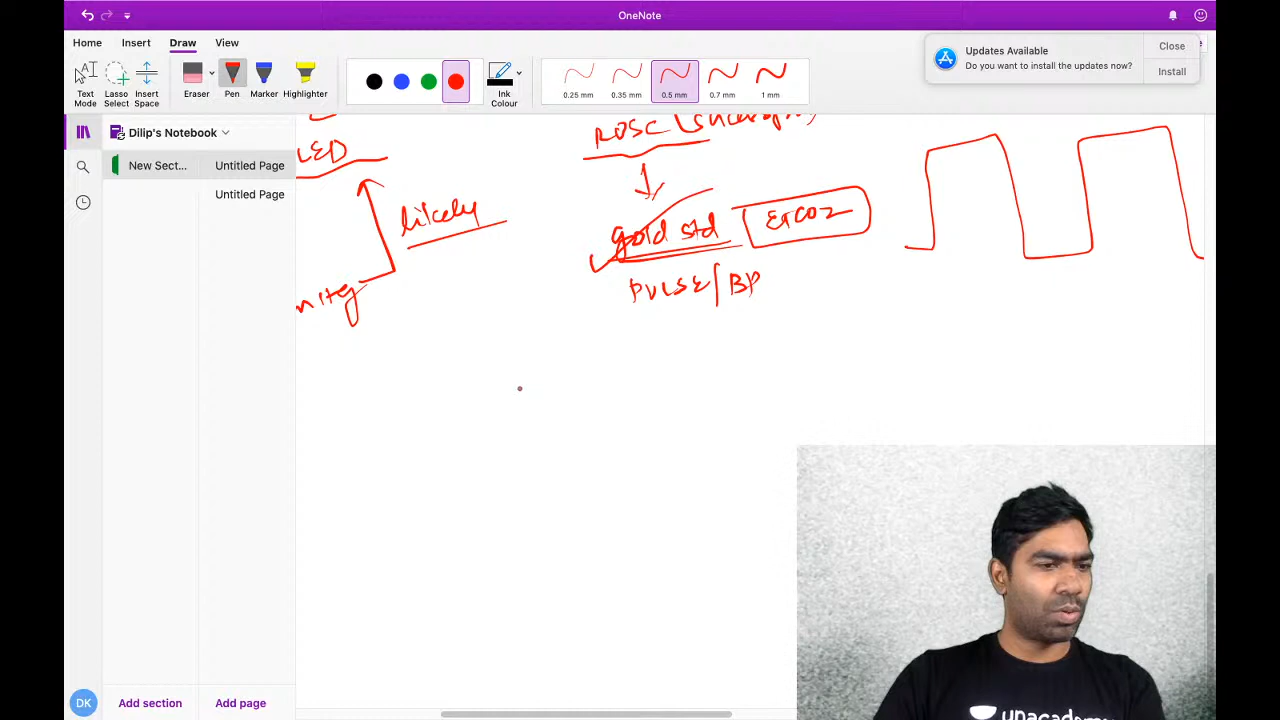 OneNote
Home Insert Draw View
Updates Available
Do you want to install the updates now?
Close
Install
Text Mode
Lasso Select
Insert Space
Eraser
Pen
Marker
Highlighter
Ink Colour
0.25 mm
0.35 mm
0.5 mm
0.7 mm
1 mm
Dilip's Notebook
New Sect...
Untitled Page
Untitled Page
ROSC
likely
gold std
ETCO2
PULSE/BP
DK
Add section
Add page
unacademy